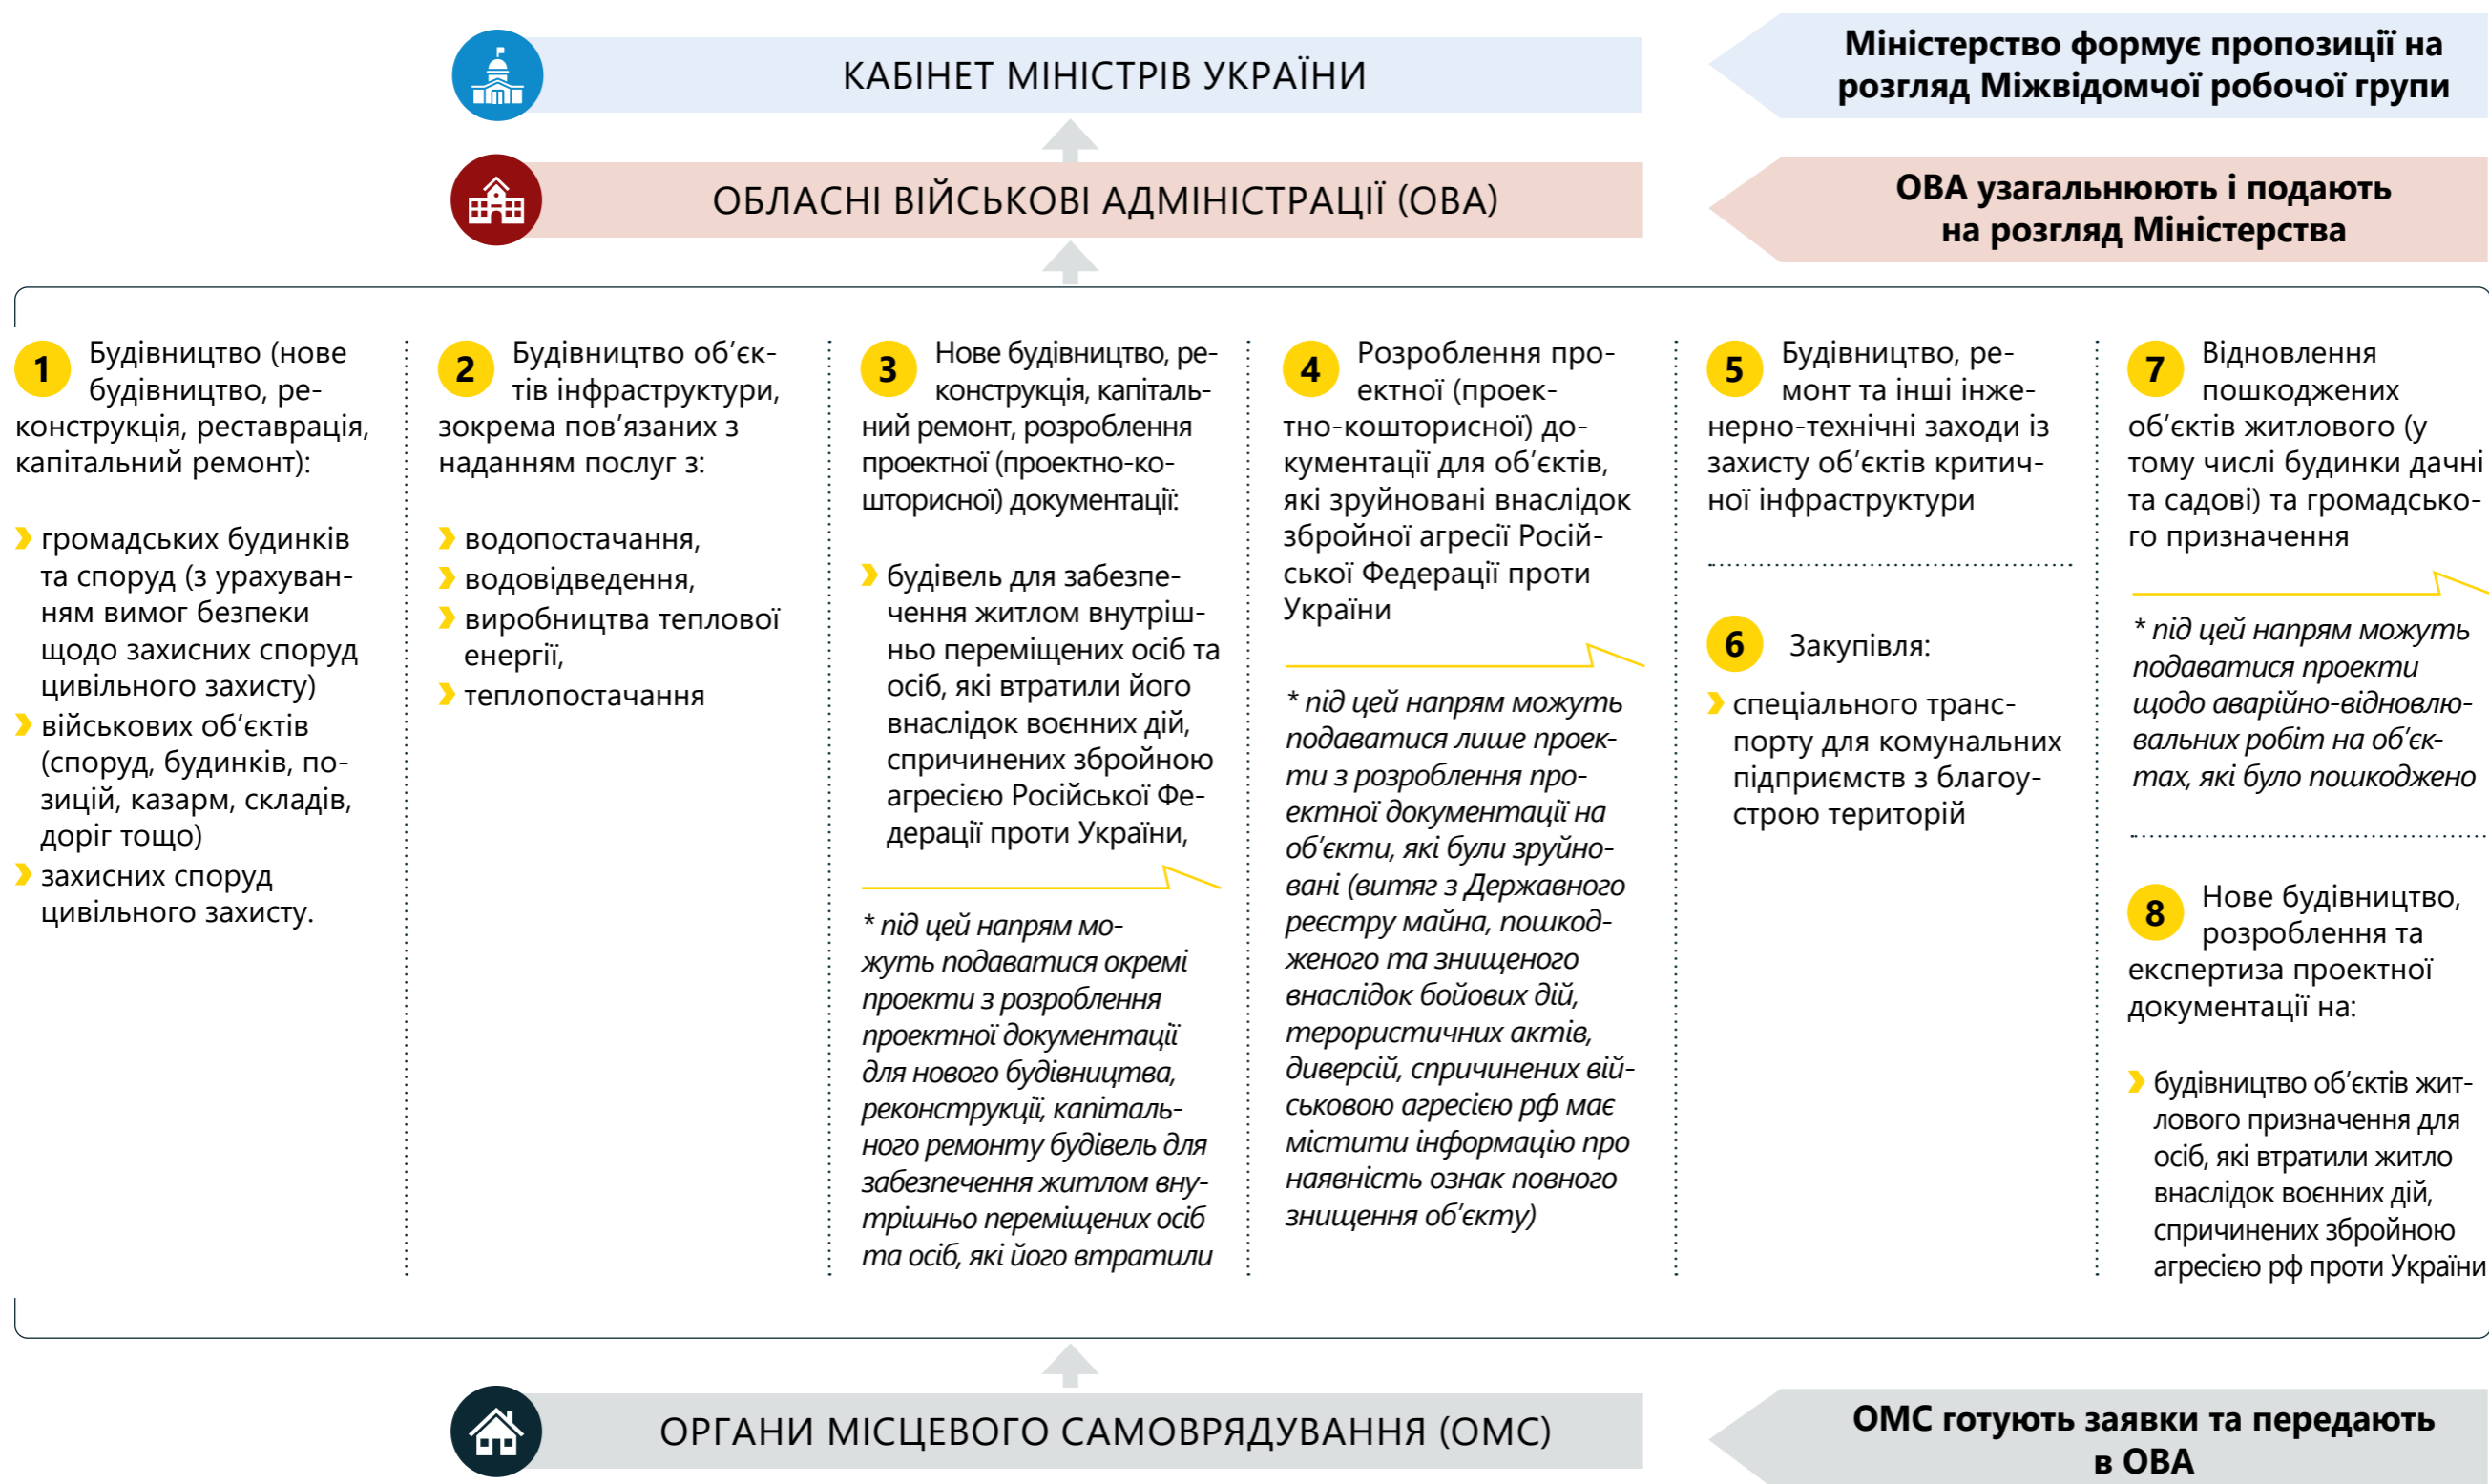 КАБІНЕТ МІНІСТРІВ УКРАЇНИ
Міністерство формує пропозиції на
розгляд Міжвідомчої робочої групи
ОБЛАСНІ ВІЙСЬКОВІ АДМІНІСТРАЦІЇ (ОВА)
ОВА узагальнюють і подають
на розгляд Міністерства
1 Будівництво (нове
будівництво, ре-
конструкція, реставрація,
капітальний ремонт):
громадських будинків
та споруд (з урахуван-
ням вимог безпеки
щодо захисних споруд
цивільного захисту)
військових об’єктів
(споруд, будинків, по-
зицій, казарм, складів,
доріг тощо)
захисних споруд
цивільного захисту.
2 Будівництво об’єк-
тів інфраструктури,
зокрема пов’язаних з
наданням послуг з:
водопостачання,
водовідведення,
виробництва теплової
енергії,
теплопостачання
3 Нове будівництво, ре-
конструкція, капіталь-
ний ремонт, розроблення
проектної (проектно-ко-
шторисної) документації:
будівель для забезпе-
чення житлом внутріш-
ньо переміщених осіб та
осіб, які втратили його
внаслідок воєнних дій,
спричинених збройною
агресією Російської Фе-
дерації проти України,
* під цей напрям мо-
жуть подаватися окремі
проекти з розроблення
проектної документації
для нового будівництва,
реконструкції, капіталь-
ного ремонту будівель для
забезпечення житлом вну-
трішньо переміщених осіб
та осіб, які його втратили
4 Розроблення про-
ектної (проек-
тно-кошторисної) до-
кументації для об’єктів,
які зруйновані внаслідок
збройної агресії Росій-
ської Федерації проти
України
* під цей напрям можуть
подаватися лише проек-
ти з розроблення про-
ектної документації на
об’єкти, які були зруйно-
вані (витяг з Державного
реєстру майна, пошкод-
женого та знищеного
внаслідок бойових дій,
терористичних актів,
диверсій, спричинених вій-
ськовою агресією рф має
містити інформацію про
наявність ознак повного
знищення об’єкту)
5 Будівництво, ре-
монт та інші інже-
нерно-технічні заходи із
захисту об’єктів критич-
ної інфраструктури
6 Закупівля:
спеціального транс-
порту для комунальних
підприємств з благоу-
строю територій
7 Відновлення
пошкоджених
об’єктів житлового (у
тому числі будинки дачні
та садові) та громадсько-
го призначення
* під цей напрям можуть
подаватися проекти
щодо аварійно-відновлю-
вальних робіт на об’єк-
тах, які було пошкоджено
8 Нове будівництво,
розроблення та
експертиза проектної
документації на:
будівництво об’єктів жит-
лового призначення для
осіб, які втратили житло
внаслідок воєнних дій,
спричинених збройною
агресією рф проти України
ОРГАНИ МІСЦЕВОГО САМОВРЯДУВАННЯ (ОМС)
ОМС готують заявки та передають
в ОВА